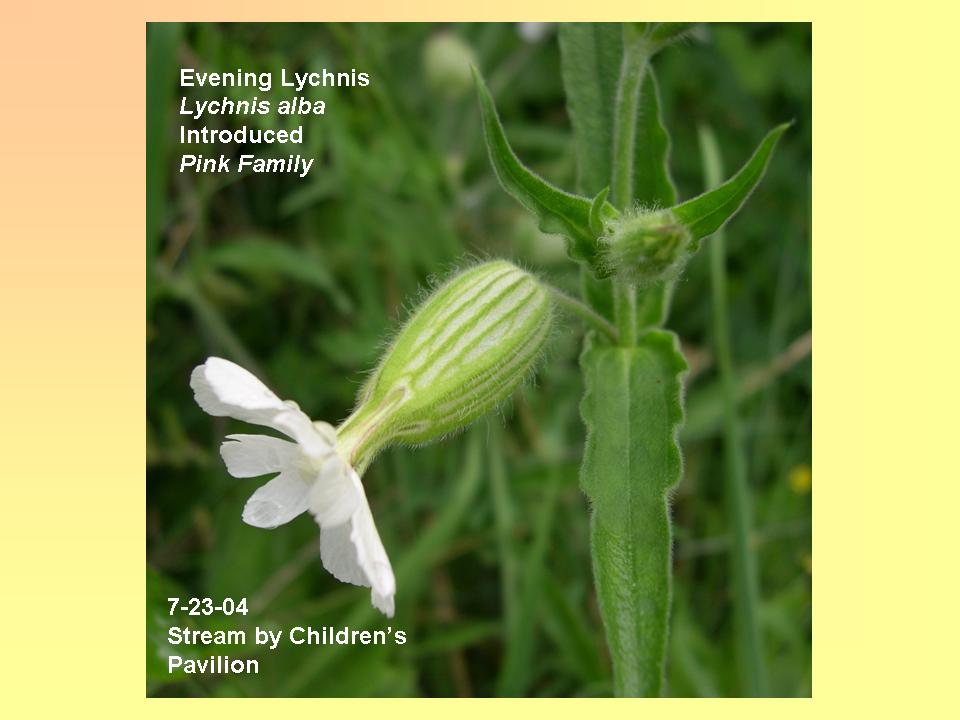 Evening Lychnis
Lychnis alba
Introduced
Pink Family
7-23-04
Stream by Children’s
Pavilion